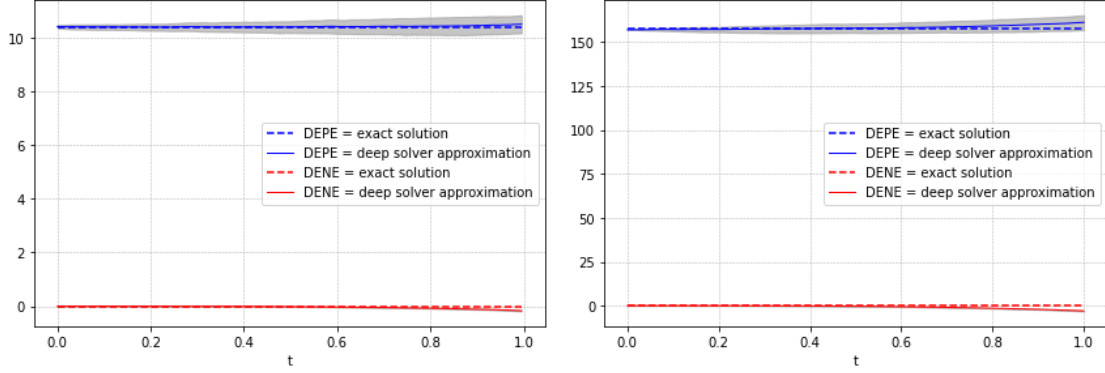 10
8
6
4
2
0
DEPE = exact solution
DEPE = deep solver approximation
DENE = exact solution
DENE = deep solver approximation
0.0 0.2 0.4 0.6 0.8 1.0
t
150
125
100
75
50
25
0
DEPE = exact solution
DEPE = deep solver approximation
DENE = exact solution
DENE = deep solver approximation
0.0 0.2 0.4 0.6 0.8 1.0
t